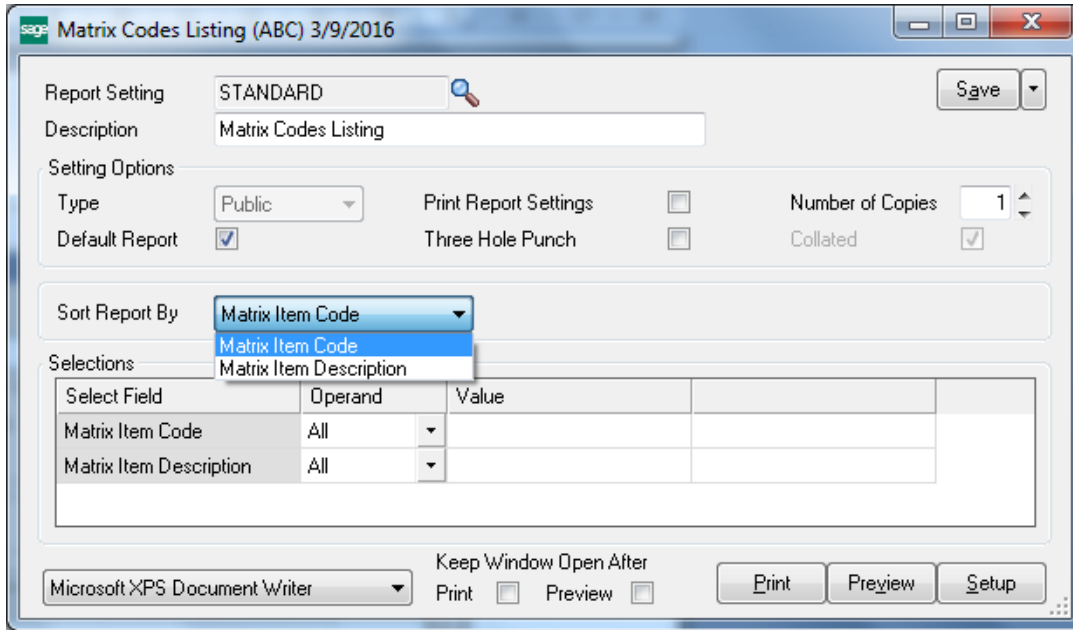 sage Matrix Codes Listing (ABC) 3/9/2016
Report Setting STANDARD Save
Description Matrix Codes Listing
Setting Options
Type Public Print Report Settings Number of Copies 1
Default Report Three Hole Punch Collated
Sort Report By Matrix Item Code
Matrix Item Code
Matrix Item Description
Selections
Select Field Operand Value
Matrix Item Code All
Matrix Item Description All
Keep Window Open After
Microsoft XPS Document Writer Print Preview Print Preview Setup